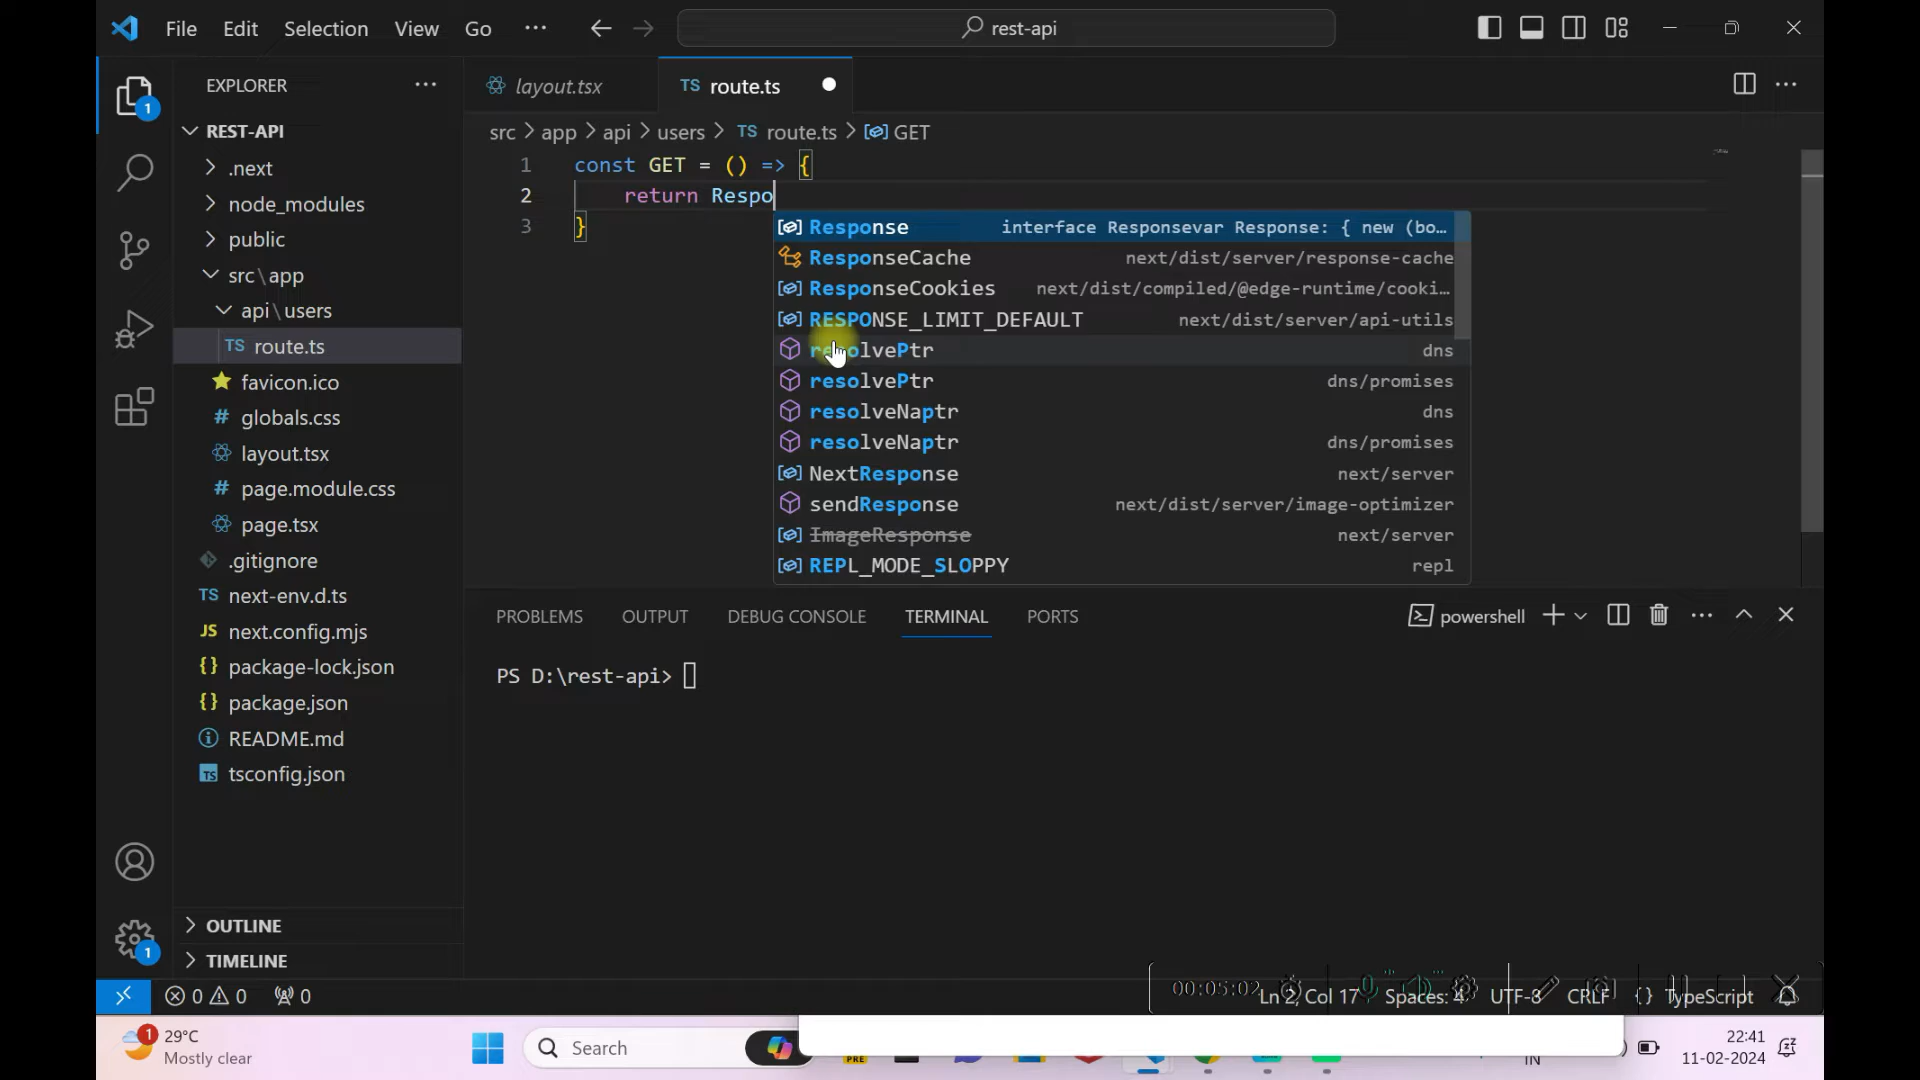 File Edit Selection View Go ··· rest-api
EXPLORER ···
layout.tsx
TS route.ts
1
REST-API
.next
node_modules
public
src\app
api\users
TS route.ts
favicon.ico
# globals.css
layout.tsx
# page.module.css
page.tsx
.gitignore
TS next-env.d.ts
JS next.config.mjs
{} package-lock.json
{} package.json
README.md
TS tsconfig.json
OUTLINE
TIMELINE
1
src > app > api > users > TS route.ts > GET
1 const GET = () => {
2 return Respo
3 }
Response interface Responsevar Response: { new (bo…
ResponseCache next/dist/server/response-cache
ResponseCookies next/dist/compiled/@edge-runtime/cooki…
RESPONSE_LIMIT_DEFAULT next/dist/server/api-utils
resolvePtr dns
resolvePtr dns/promises
resolveNaptr dns
resolveNaptr dns/promises
NextResponse next/server
sendResponse next/dist/server/image-optimizer
ImageResponse next/server
REPL_MODE_SLOPPY repl
PROBLEMS OUTPUT DEBUG CONSOLE TERMINAL PORTS
powershell
PS D:\rest-api>
0 0 0
00:05:02
Ln 2, Col 17 Spaces: 4 UTF-8 CRLF {} TypeScript
1
29°C
Mostly clear
Search
PRE
IN
22:41
11-02-2024